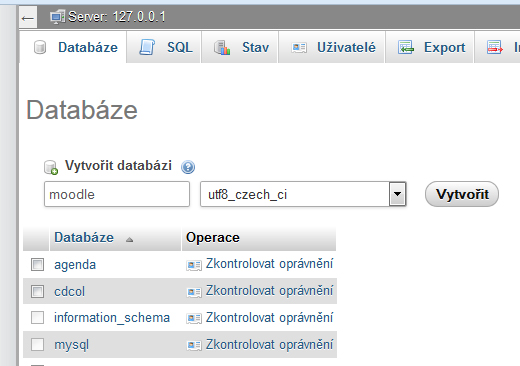 Server: 127.0.0.1
Databáze SQL Stav Uživatelé Export
Databáze
Vytvořit databázi
moodle utf8_czech_ci Vytvořit
Databáze Operace
agenda Zkontrolovat oprávnění
cdcol Zkontrolovat oprávnění
information_schema Zkontrolovat oprávnění
mysql Zkontrolovat oprávnění